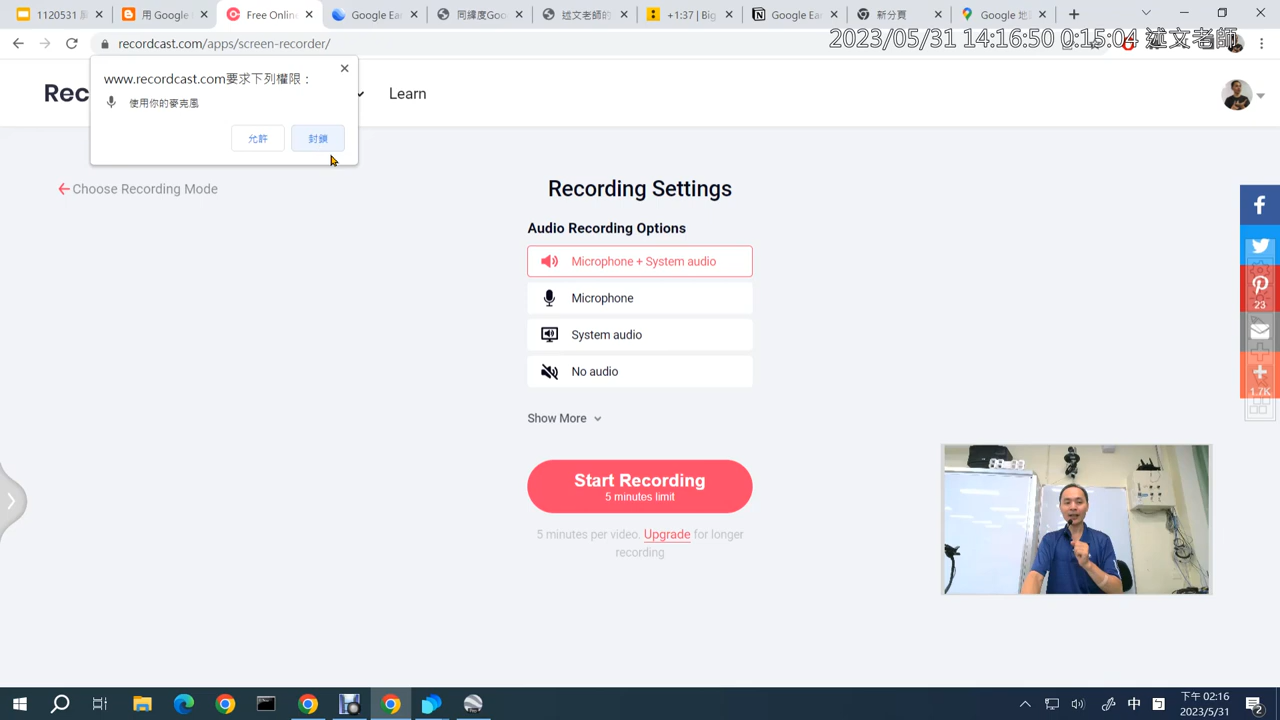 1120531 展
用 Google
Free Onlin
Google Ea
同緯度Goo
述文老師的
+1:37 | Big
Google Ea
新分頁
Google 地
recordcast.com/apps/screen-recorder/
2023/05/31 14:16:50 0:15:04 述文老師
www.recordcast.com要求下列權限：
使用你的麥克風
允許
封鎖
Rec
Learn
Choose Recording Mode
Recording Settings
Audio Recording Options
Microphone + System audio
Microphone
System audio
No audio
Show More
Start Recording
5 minutes limit
5 minutes per video. Upgrade for longer
recording
23
1.7K
中
下午 02:16
2023/5/31
2